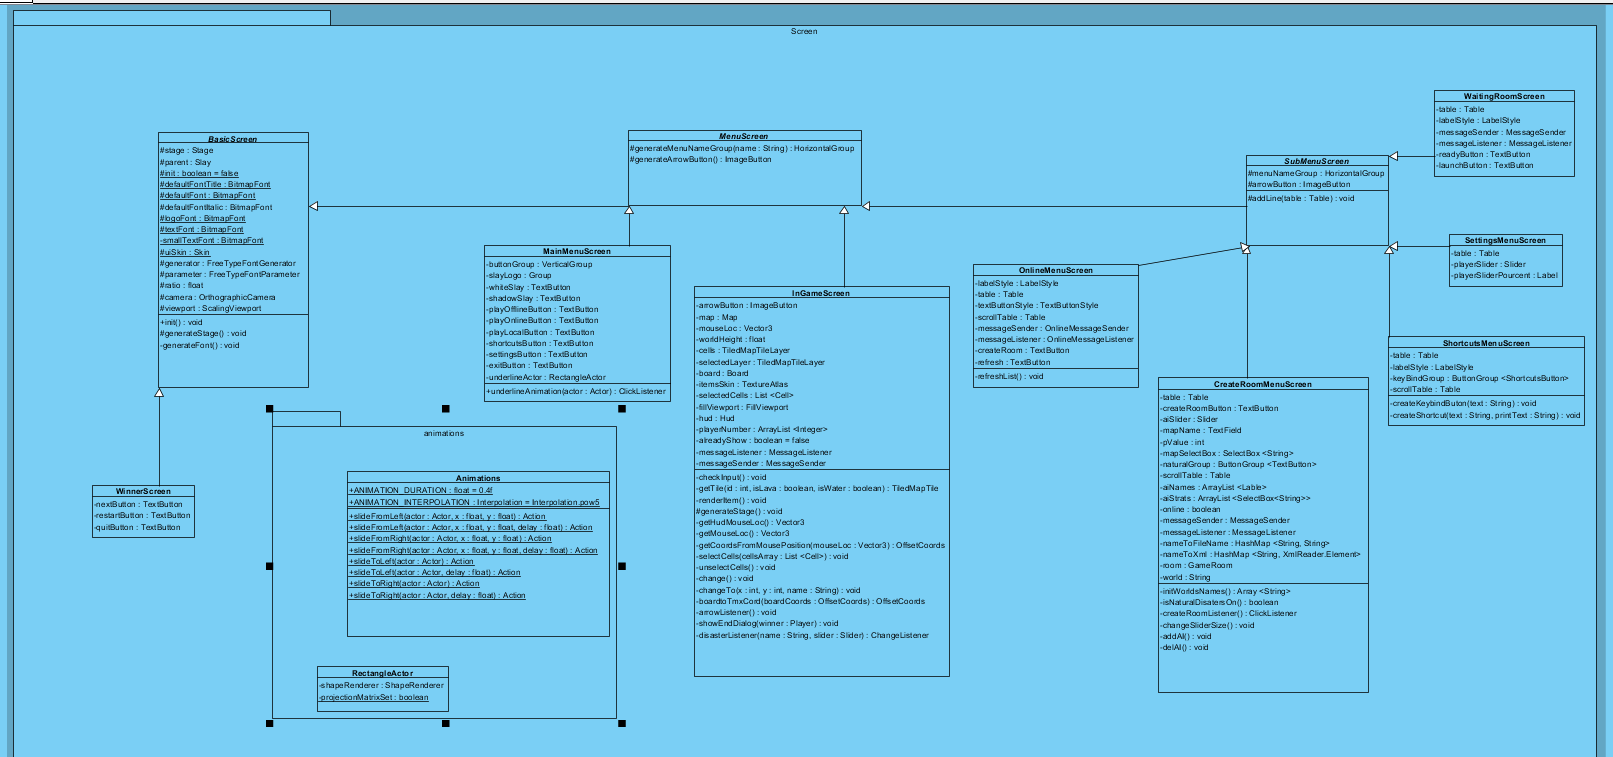 Screen
BasicScreen
#stage : Stage
#parent : Slay
#init : boolean = false
#defaultFontTitle : BitmapFont
#defaultFont : BitmapFont
#defaultFontItalic : BitmapFont
#logoFont : BitmapFont
#textFont : BitmapFont
-smallTextFont : BitmapFont
#uiSkin : Skin
#generator : FreeTypeFontGenerator
#parameter : FreeTypeFontParameter
#ratio : float
#camera : OrthographicCamera
#viewport : ScalingViewport
+init() : void
#generateStage() : void
-generateFont() : void
WinnerScreen
-nextButton : TextButton
-restartButton : TextButton
-quitButton : TextButton
MenuScreen
#generateMenuNameGroup(name : String) : HorizontalGroup
#generateArrowButton() : ImageButton
MainMenuScreen
-buttonGroup : VerticalGroup
-slayLogo : Group
-whiteSlay : TextButton
-shadowSlay : TextButton
-playOfflineButton : TextButton
-playOnlineButton : TextButton
-playLocalButton : TextButton
-shortcutsButton : TextButton
-settingsButton : TextButton
-exitButton : TextButton
-underlineActor : RectangleActor
+underlineAnimation(actor : Actor) : ClickListener
animations
Animations
+ANIMATION_DURATION : float = 0.4f
+ANIMATION_INTERPOLATION : Interpolation = Interpolation.pow5
+slideFromLeft(actor : Actor, x : float, y : float) : Action
+slideFromLeft(actor : Actor, x : float, y : float, delay : float) : Action
+slideFromRight(actor : Actor, x : float, y : float) : Action
+slideFromRight(actor : Actor, x : float, y : float, delay : float) : Action
+slideToLeft(actor : Actor) : Action
+slideToLeft(actor : Actor, delay : float) : Action
+slideToRight(actor : Actor) : Action
+slideToRight(actor : Actor, delay : float) : Action
RectangleActor
-shapeRenderer : ShapeRenderer
-projectionMatrixSet : boolean
InGameScreen
-arrowButton : ImageButton
-map : Map
-mouseLoc : Vector3
-worldHeight : float
-cells : TiledMapTileLayer
-selectedLayer : TiledMapTileLayer
-board : Board
-itemsSkin : TextureAtlas
-selectedCells : List <Cell>
-fillViewport : FillViewport
-hud : Hud
-playerNumber : ArrayList <Integer>
-alreadyShow : boolean = false
-messageListener : MessageListener
-messageSender : MessageSender
-checkInput() : void
-getTile(id : int, isLava : boolean, isWater : boolean) : TiledMapTile
-renderItem() : void
#generateStage() : void
-getHudMouseLoc() : Vector3
-getMouseLoc() : Vector3
-getCoordsFromMousePosition(mouseLoc : Vector3) : OffsetCoords
-selectCells(cellsArray : List <Cell>) : void
-unselectCells() : void
-change() : void
-changeTo(x : int, y : int, name : String) : void
-boardtoTmxCord(boardCoords : OffsetCoords) : OffsetCoords
-arrowListener() : void
-showEndDialog(winner : Player) : void
-disasterListener(name : String, slider : Slider) : ChangeListener
SubMenuScreen
#menuNameGroup : HorizontalGroup
#arrowButton : ImageButton
#addLine(table : Table) : void
OnlineMenuScreen
-labelStyle : LabelStyle
-table : Table
-textButtonStyle : TextButtonStyle
-scrollTable : Table
-messageSender : OnlineMessageSender
-messageListener : OnlineMessageListener
-createRoom : TextButton
-refresh : TextButton
-refreshList() : void
CreateRoomMenuScreen
-table : Table
-createRoomButton : TextButton
-aiSlider : Slider
-mapName : TextField
-pValue : int
-mapSelectBox : SelectBox <String>
-naturalGroup : ButtonGroup <TextButton>
-scrollTable : Table
-aiNames : ArrayList <Lable>
-aiStrats : ArrayList <SelectBox<String>>
-online : boolean
-messageSender : MessageSender
-messageListener : MessageListener
-nameToFileName : HashMap <String, String>
-nameToXml : HashMap <String, XmlReader.Element>
-room : GameRoom
-world : String
-initWorldsNames() : Array <String>
-isNaturalDisatersOn() : boolean
-createRoomListener() : ClickListener
-changeSliderSize() : void
-addAI() : void
-delAI() : void
WaitingRoomScreen
-table : Table
-labelStyle : LabelStyle
-messageSender : MessageSender
-messageListener : MessageListener
-readyButton : TextButton
-launchButton : TextButton
SettingsMenuScreen
-table : Table
-playerSlider : Slider
-playerSliderPourcent : Label
ShortcutsMenuScreen
-table : Table
-labelStyle : LabelStyle
-keyBindGroup : ButtonGroup <ShortcutsButton>
-scrollTable : Table
-createKeybindButon(text : String) : void
-createShortcut(text : String, printText : String) : void